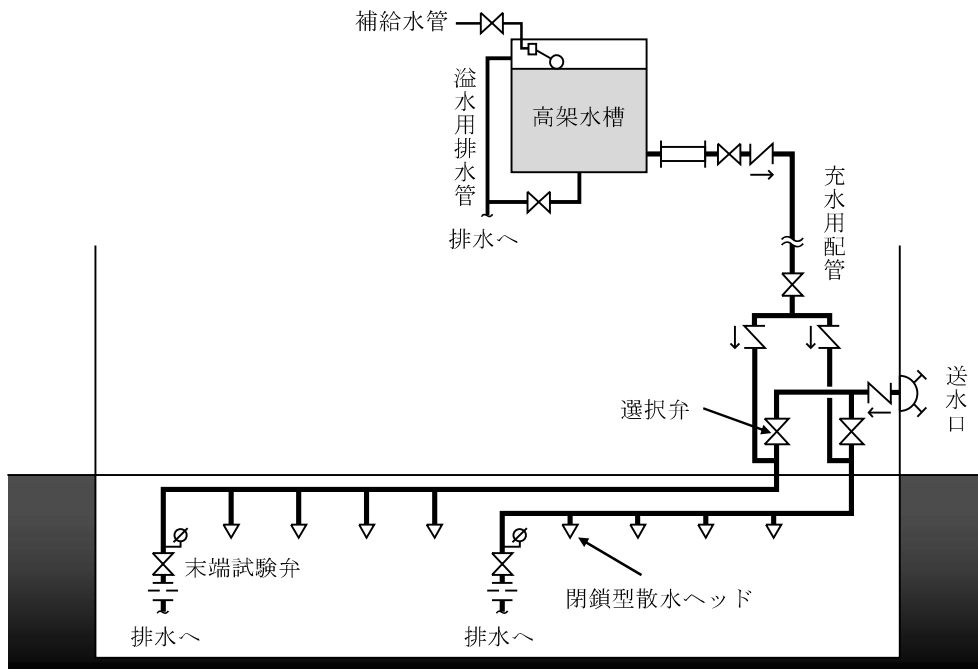 補給水管
溢水用排水管
高架水槽
排水へ
充水用配管
送水口
選択弁
末端試験弁
閉鎖型散水ヘッド
排水へ
排水へ